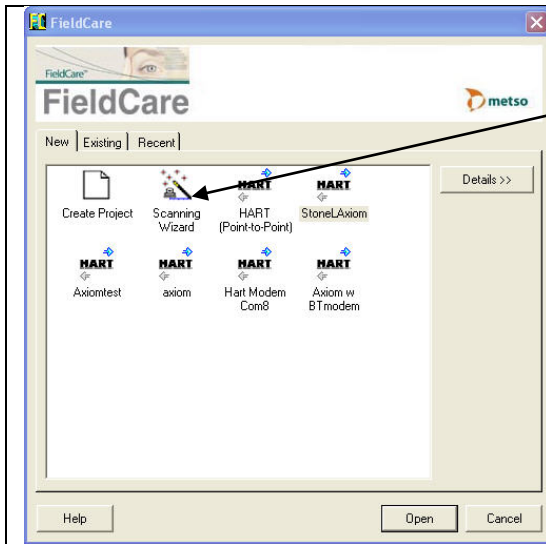 FieldCare
FieldCare
FieldCare
metso
New Existing Recent
Create Project
Scanning Wizard
HART
HART (Point-to-Point)
HART
StoneLAxiom
Details >>
HART
Axiomtest
HART
axiom
HART
Hart Modem Com8
HART
Axiom w BTmodem
Help
Open
Cancel